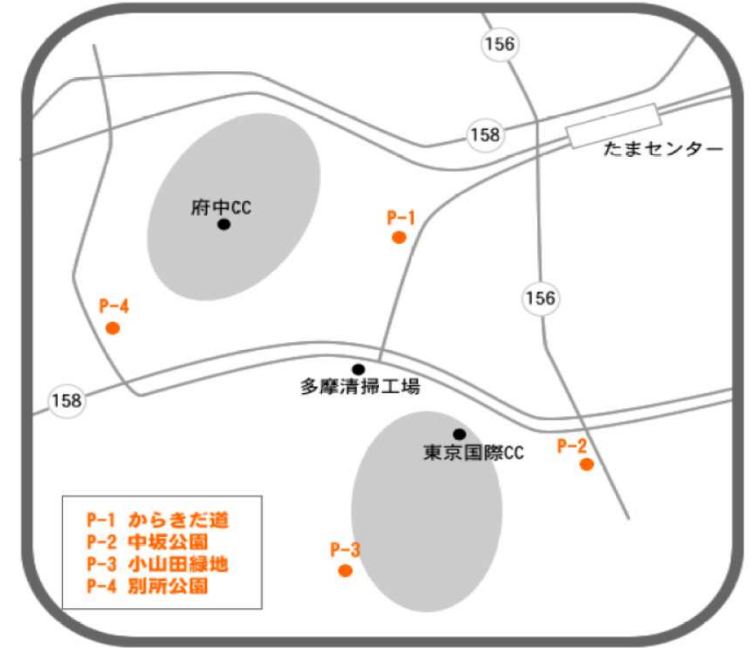 156
158
たまセンター
府中CC
P-1
156
P-4
多摩清掃工場
158
東京国際CC
P-2
P-3
P-1 からきだ道
P-2 中坂公園
P-3 小山田緑地
P-4 別所公園